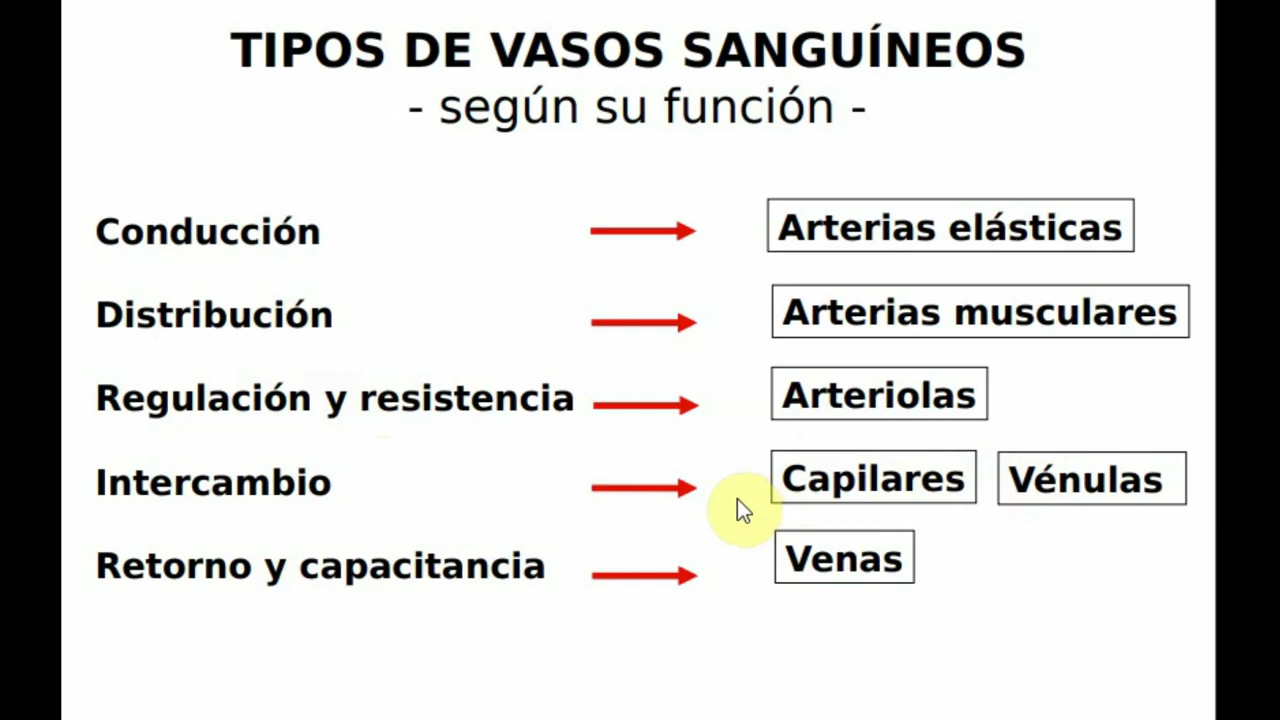 TIPOS DE VASOS SANGUÍNEOS
- según su función -
Conducción Arterias elásticas
Distribución Arterias musculares
Regulación y resistencia Arteriolas
Intercambio Capilares Vénulas
Retorno y capacitancia Venas